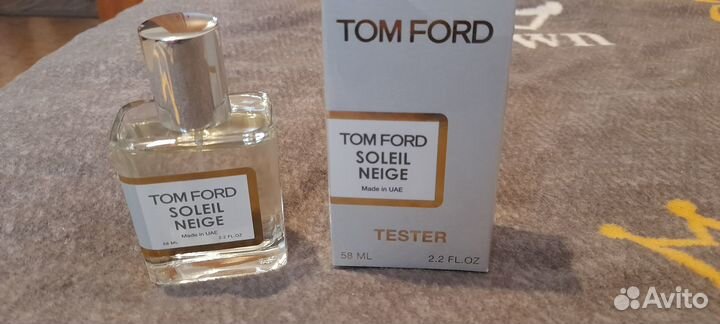 TOM FORD
SOLEIL
NEIGE
Made in UAE
58 ML 2.2 FL.OZ
TOM FORD
TOM FORD
SOLEIL
NEIGE
Made in UAE
TESTER
58 ML 2.2 FL.OZ
Avito